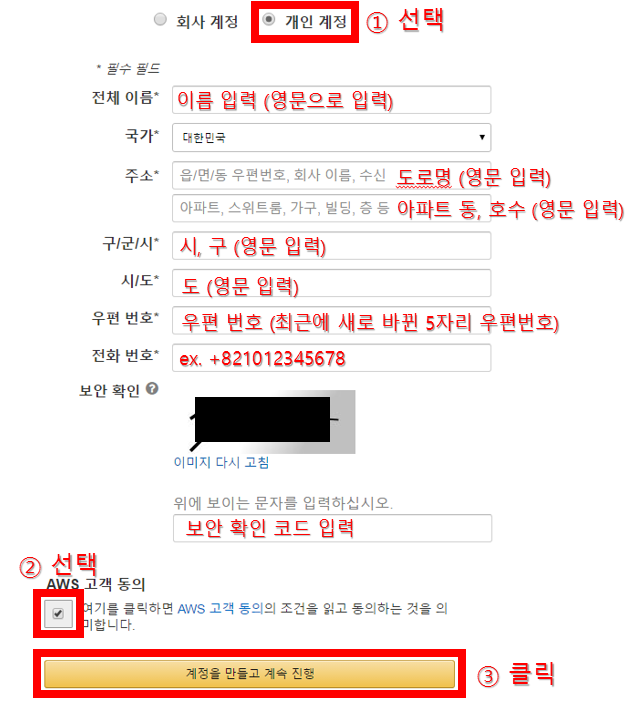 회사 계정 개인 계정 ① 선택
* 필수 필드
전체 이름* 이름 입력 (영문으로 입력)
국가* 대한민국
주소* 읍/면/동 우편번호, 회사 이름, 수신 도로명 (영문 입력)
아파트, 스위트룸, 가구, 빌딩, 층 등 아파트 동, 호수 (영문 입력)
구/군/시* 시, 구 (영문 입력)
시/도* 도 (영문 입력)
우편 번호* 우편 번호 (최근에 새로 바뀐 5자리 우편번호)
전화 번호* ex. +821012345678
보안 확인 ?
이미지 다시 고침
위에 보이는 문자를 입력하십시오.
보안 확인 코드 입력
② 선택
AWS 고객 동의
여기를 클릭하면 AWS 고객 동의의 조건을 읽고 동의하는 것을 의
미합니다.
계정을 만들고 계속 진행 ③ 클릭